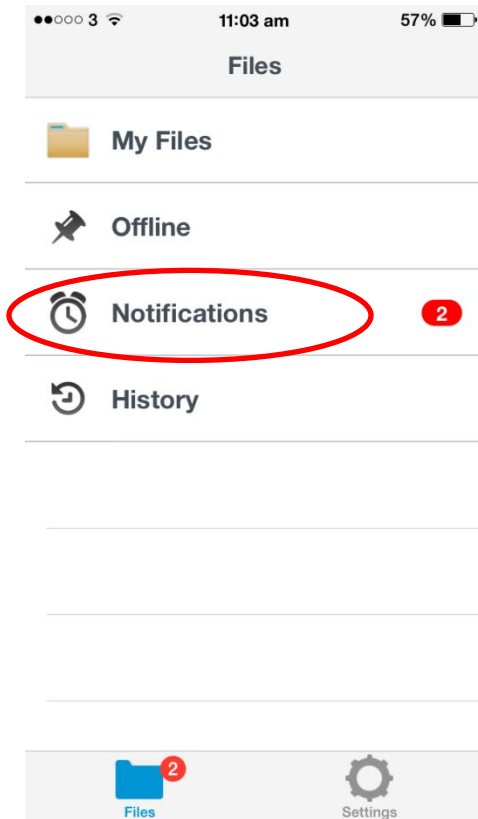 3 11:03 am 57%
Files
My Files
Offline
Notifications 2
History
2
Files Settings